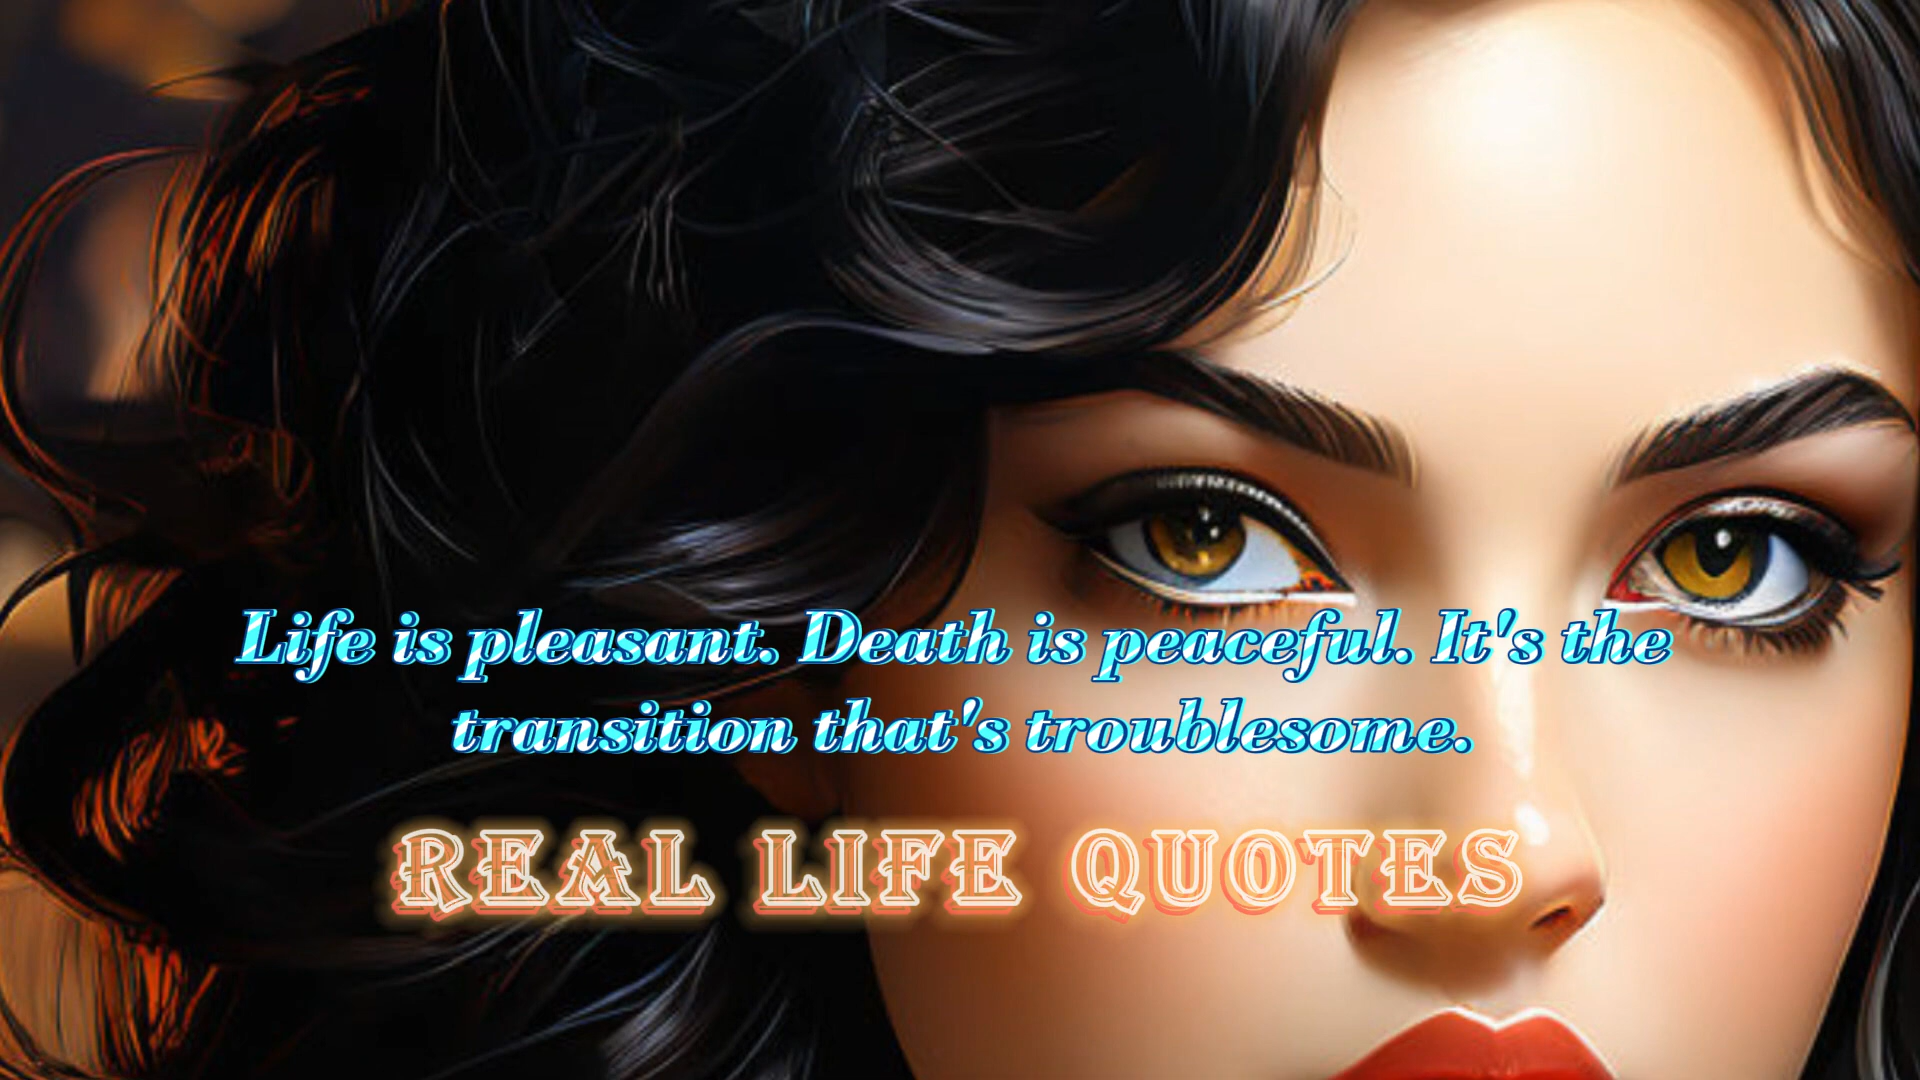 Life is pleasant. Death is peaceful. It's the
transition that's troublesome.
REAL LIFE QUOTES